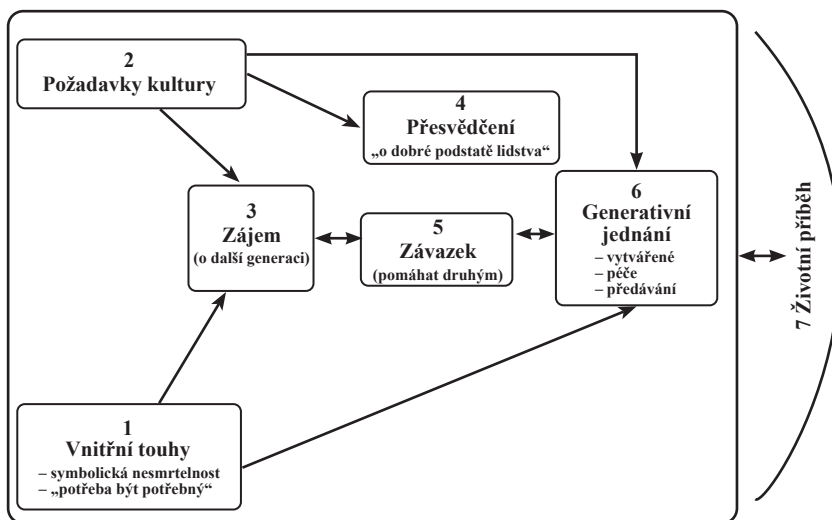 2
Požadavky kultury
4
Přesvědčení
„o dobré podstatě lidstva“
3
Zájem
(o další generaci)
5
Závazek
(pomáhat druhým)
6
Generativní
jednání
– vytvářené
– péče
– předávání
1
Vnitřní touhy
– symbolická nesmrtelnost
– „potřeba být potřebný“
7 Životní příběh